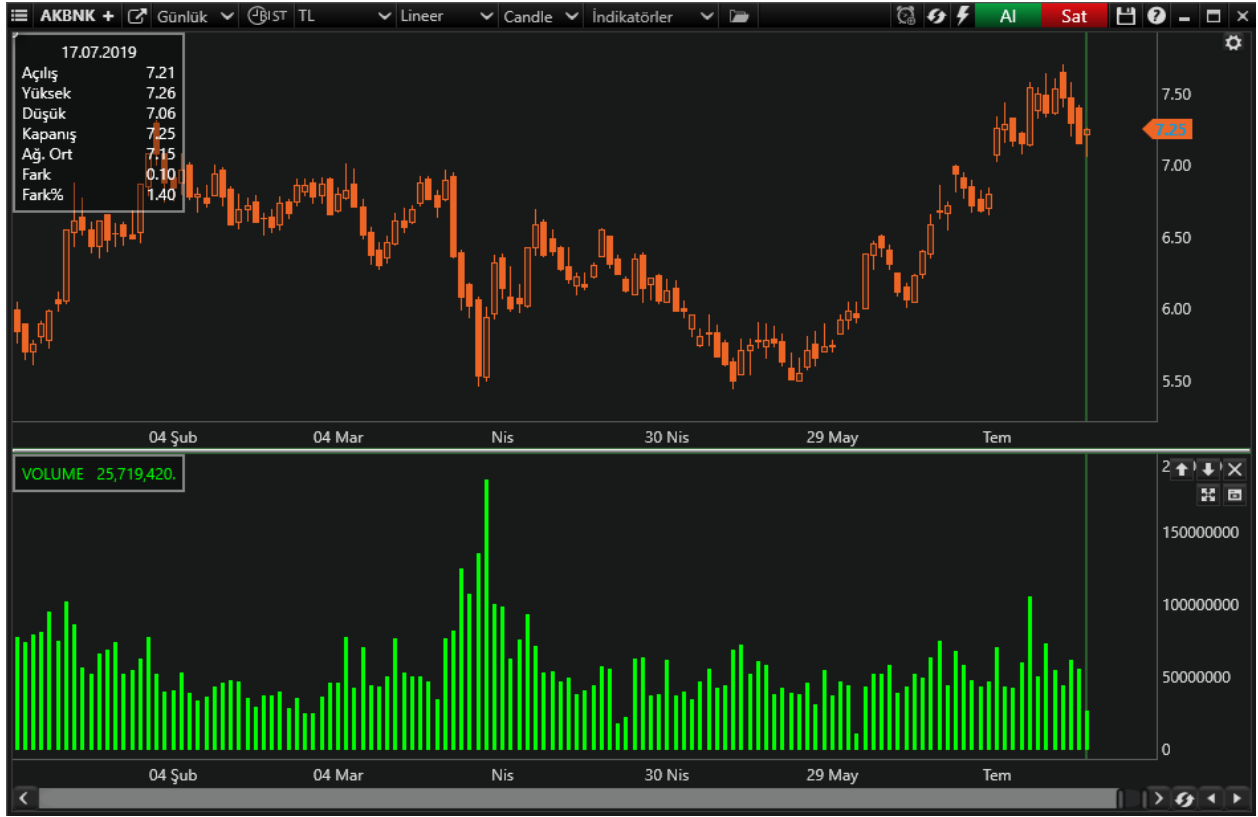 AKBNK + Günlük BIST TL Lineer Candle İndikatörler Al Sat
17.07.2019
Açılış 7.21
Yüksek 7.26
Düşük 7.06
Kapanış 7.25
Ağ. Ort 7.15
Fark 0.10
Fark% 1.40
7.50
7.25
7.00
6.50
6.00
5.50
04 Şub 04 Mar Nis 30 Nis 29 May Tem
VOLUME 25,719,420.
150000000
100000000
50000000
0
04 Şub 04 Mar Nis 30 Nis 29 May Tem